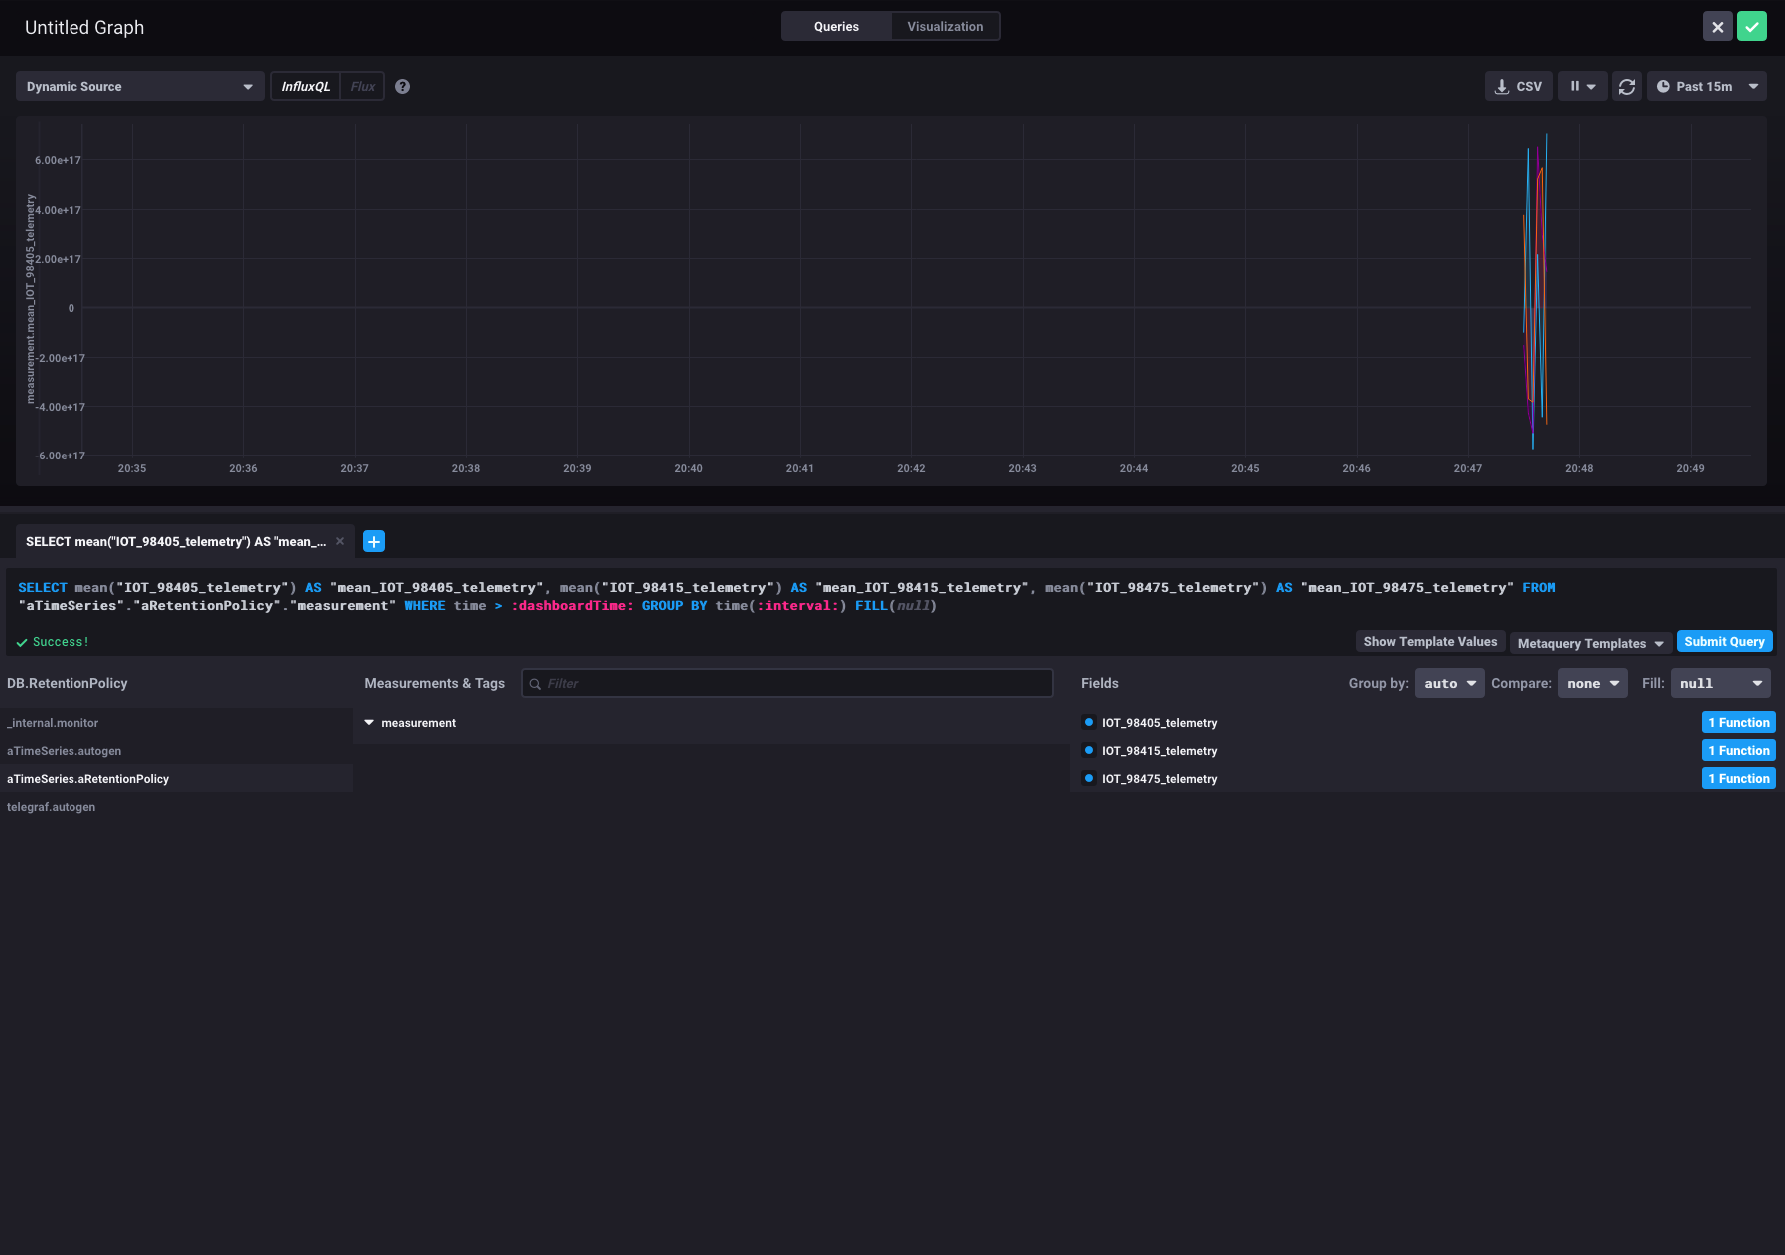 Untitled Graph
Queries
Visualization
Dynamic Source
InfluxQL
Flux
?
CSV
Past 15m
measurement.mean_IOT_98405_telemetry
6.00e+17
4.00e+17
2.00e+17
0
-2.00e+17
-4.00e+17
-6.00e+17
20:35 20:36 20:37 20:38 20:39 20:40 20:41 20:42 20:43 20:44 20:45 20:46 20:47 20:48 20:49
SELECT mean("IOT_98405_telemetry") AS "mean_...
SELECT mean("IOT_98405_telemetry") AS "mean_IOT_98405_telemetry", mean("IOT_98415_telemetry") AS "mean_IOT_98415_telemetry", mean("IOT_98475_telemetry") AS "mean_IOT_98475_telemetry" FROM
"aTimeSeries"."aRetentionPolicy"."measurement" WHERE time > :dashboardTime: GROUP BY time(:interval:) FILL(null)
Success!
Show Template Values
Metaquery Templates
Submit Query
DB.RetentionPolicy
_internal.monitor
aTimeSeries.autogen
aTimeSeries.aRetentionPolicy
telegraf.autogen
Measurements & Tags
Filter
measurement
Fields
Group by: auto
Compare: none
Fill: null
IOT_98405_telemetry 1 Function
IOT_98415_telemetry 1 Function
IOT_98475_telemetry 1 Function